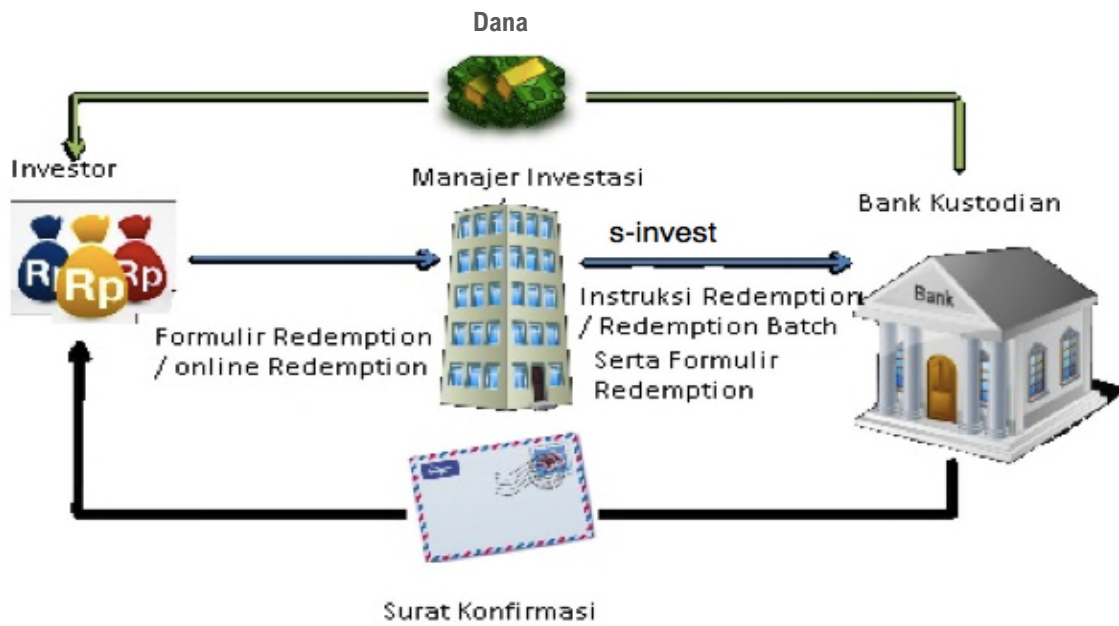 Dana
Investor
Manajer Investasi
Bank Kustodian
Rp
Rp
Rp
s-invest
Bank
Formulir Redemption
/ online Redemption
Instruksi Redemption
/ Redemption Batch
Serta Formulir
Redemption
Surat Konfirmasi